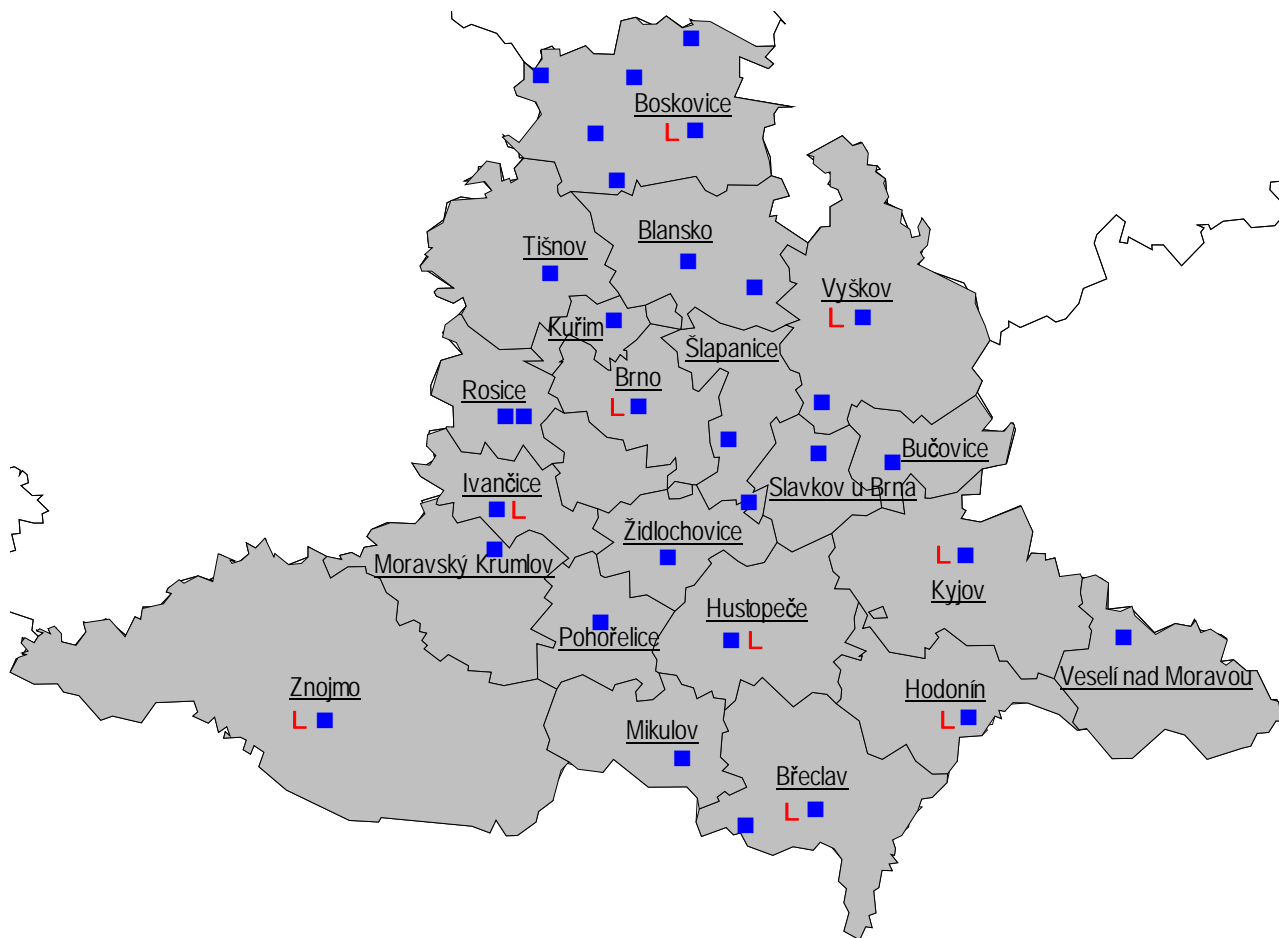 Boskovice
L
Blansko
Tišnov
Vyškov
L
Kuřim
Šlapanice
Brno
L
Rosice
Bučovice
Ivančice
L
Slavkov u Brna
Židlochovice
Moravský Krumlov
L
Kyjov
Hustopeče
L
Pohořelice
Veselí nad Moravou
Znojmo
L
Hodonín
L
Mikulov
Břeclav
L